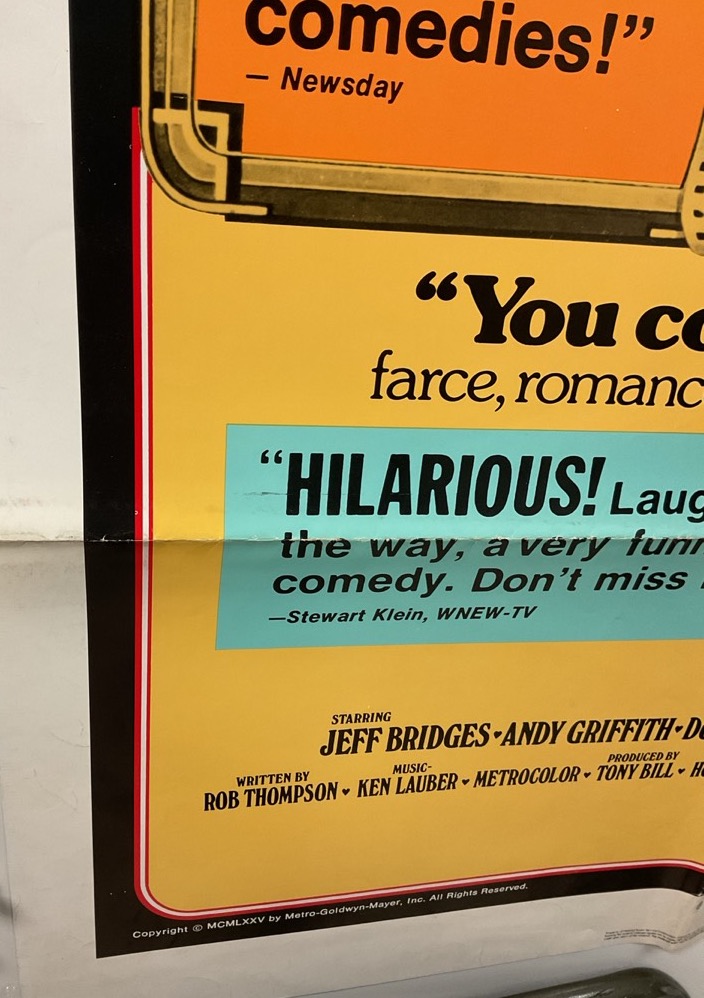 comedies!”
— Newsday
“You co
farce, romanc
“HILARIOUS! Laug
the way, a very funn
comedy. Don't miss
—Stewart Klein, WNEW-TV
STARRING
JEFF BRIDGES • ANDY GRIFFITH • DO
WRITTEN BY MUSIC- PRODUCED BY
ROB THOMPSON • KEN LAUBER • METROCOLOR • TONY BILL • H
Copyright © MCMLXXV by Metro-Goldwyn-Mayer, Inc. All Rights Reserved.